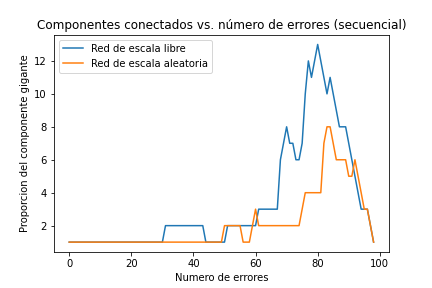 Componentes conectados vs. número de errores (secuencial)
Red de escala libre
Red de escala aleatoria
Proporcion del componente gigante
12
10
8
6
4
2
0 20 40 60 80 100
Numero de errores